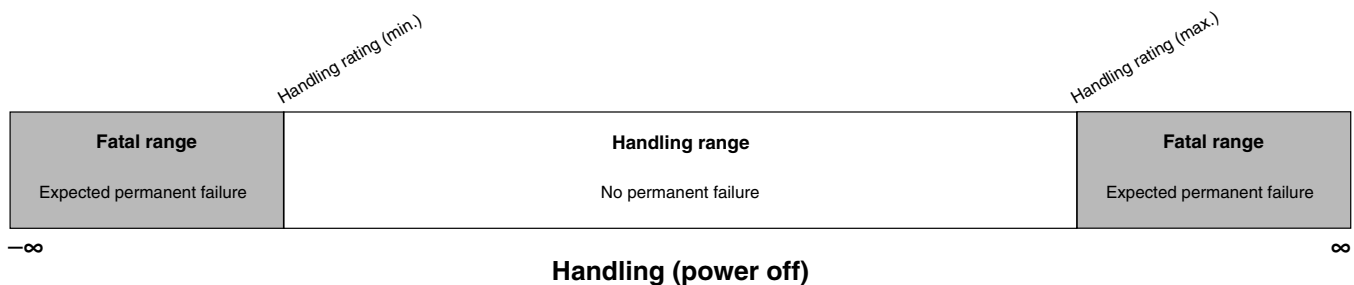 Handling rating (min.)
Handling rating (max.)
Fatal range
Handling range
Fatal range
Expected permanent failure
No permanent failure
Expected permanent failure
–∞
∞
Handling (power off)